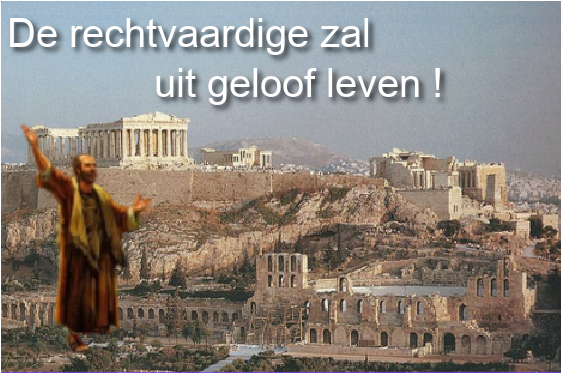 De rechtvaardige zal
uit geloof leven !